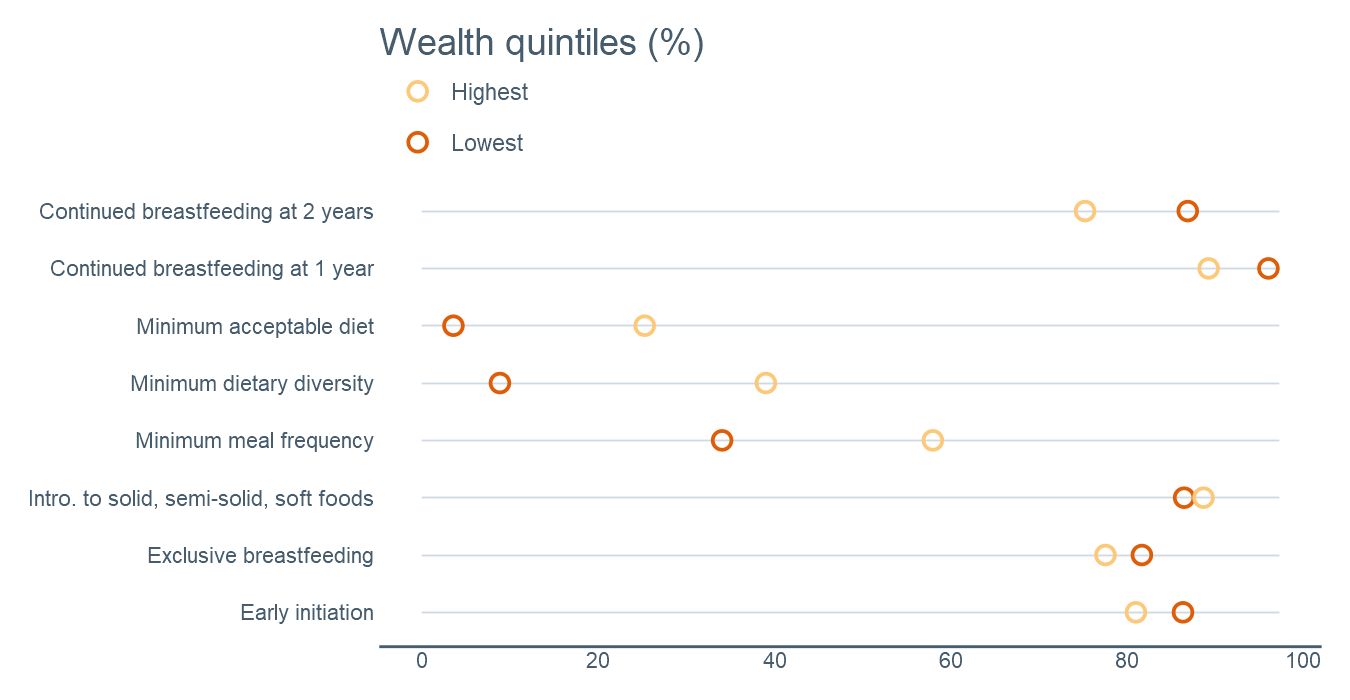 Wealth quintiles (%)
Highest
Lowest
Continued breastfeeding at 2 years
Continued breastfeeding at 1 year
Minimum acceptable diet
Minimum dietary diversity
Minimum meal frequency
Intro. to solid, semi-solid, soft foods
Exclusive breastfeeding
Early initiation
0 20 40 60 80 100